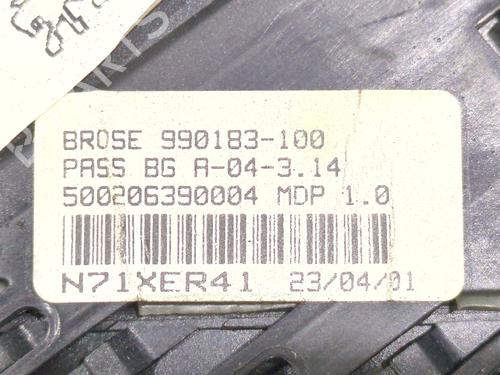 BROSE 990183-100
PASS BG A-04-3.14
500206390004 MDP 1.0
N71XER41 23/04/01